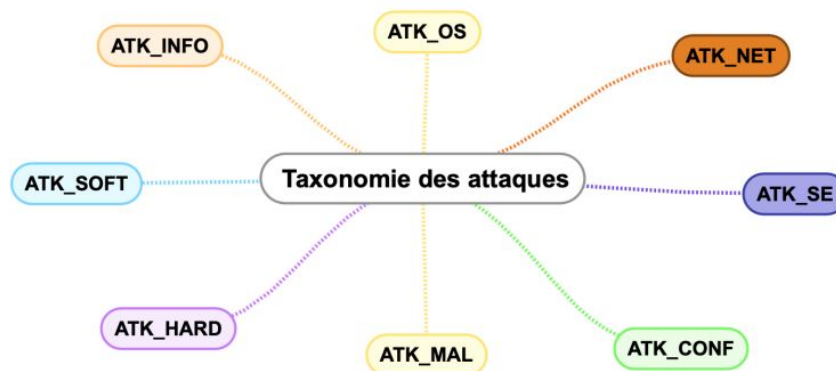 ATK_OS
ATK_INFO
ATK_NET
Taxonomie des attaques
ATK_SOFT
ATK_SE
ATK_HARD
ATK_MAL
ATK_CONF